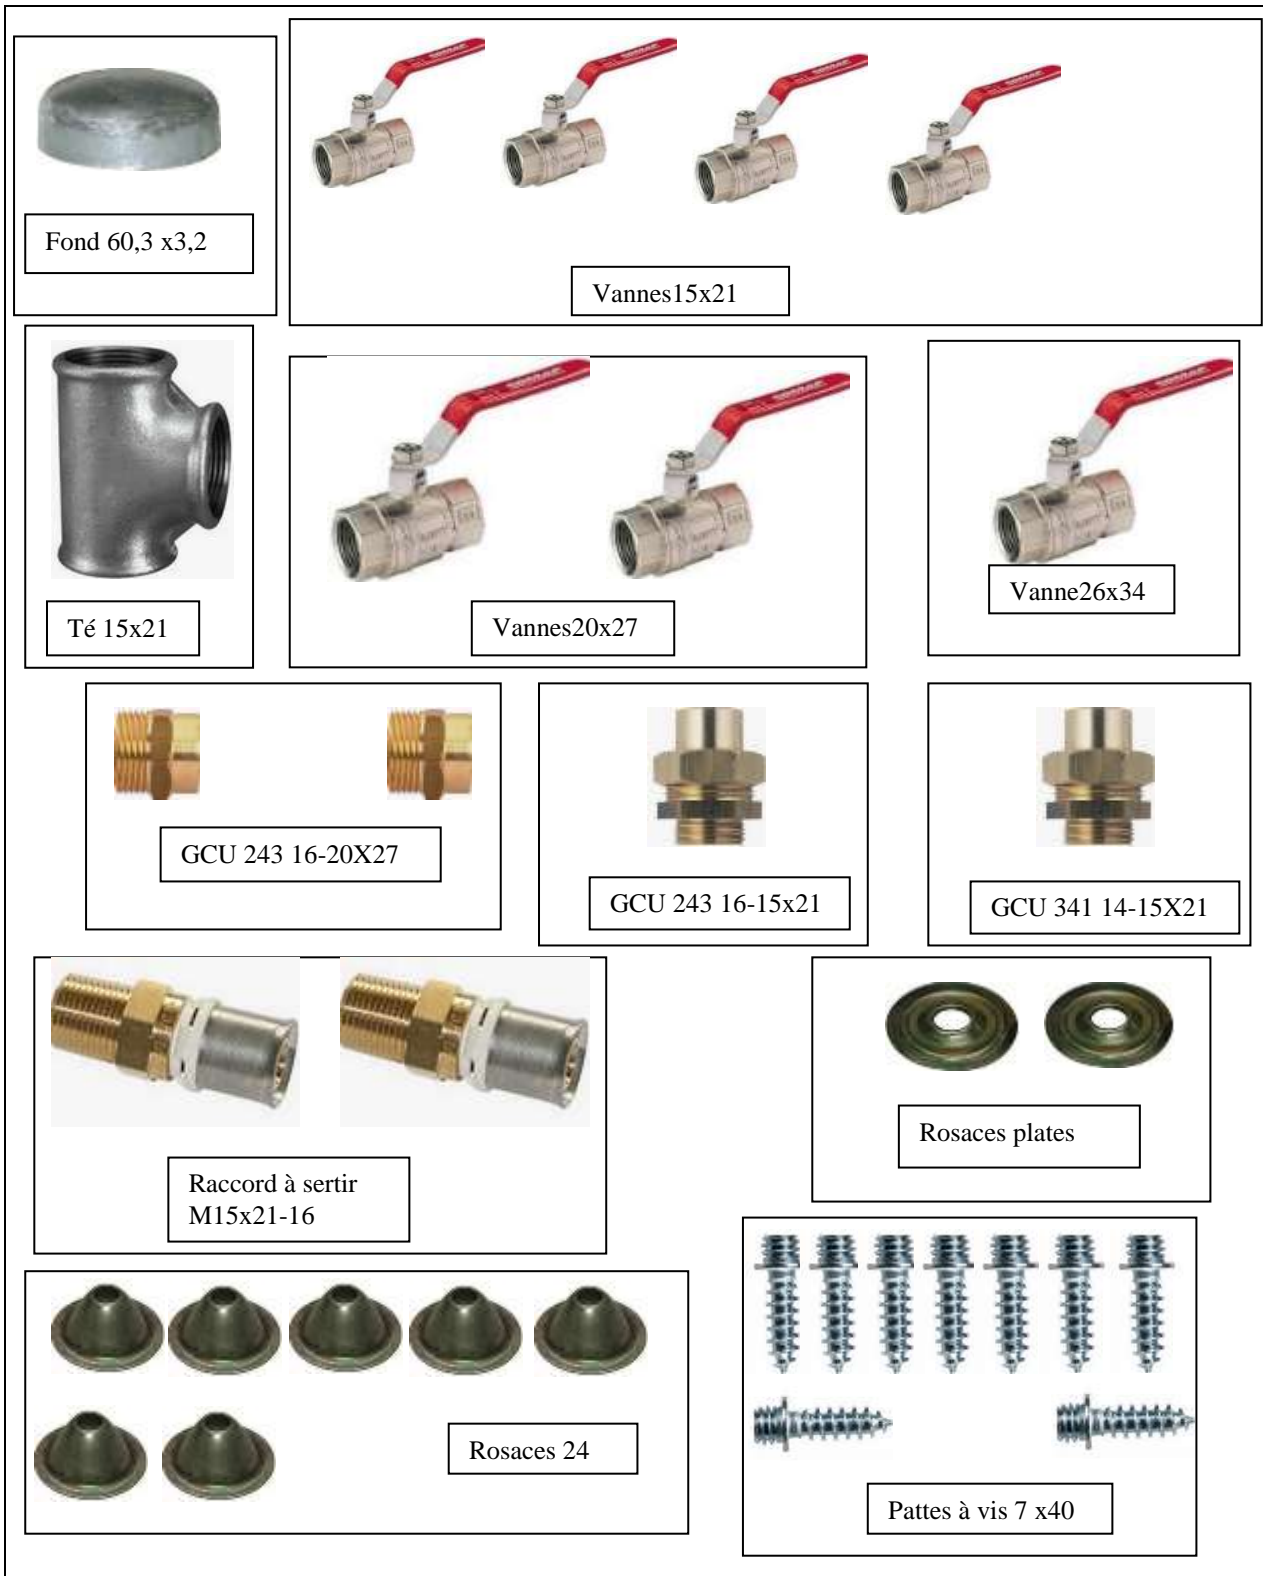 Fond 60,3 x3,2
Vannes15x21
Té 15x21
Vannes20x27
Vanne26x34
GCU 243 16-20X27
GCU 243 16-15x21
GCU 341 14-15X21
Raccord à sertir
M15x21-16
Rosaces plates
Rosaces 24
Pattes à vis 7 x40